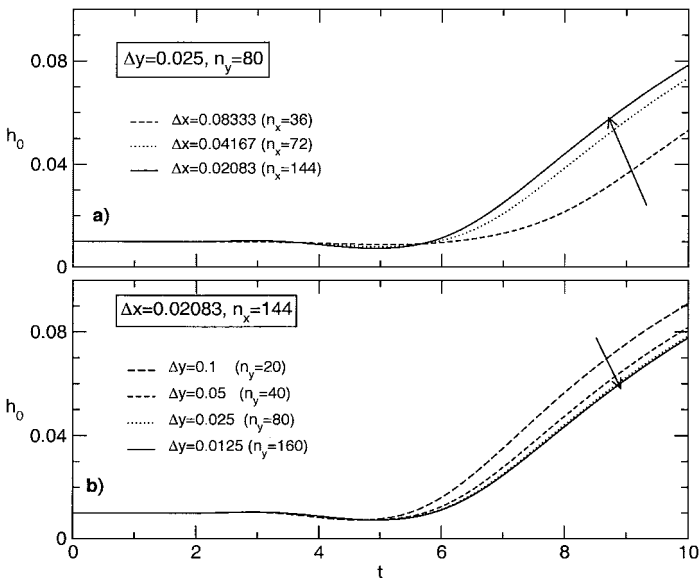 0.08
h₀
0.04
0
Δy=0.025, n_y=80
Δx=0.08333 (n_x=36)
Δx=0.04167 (n_x=72)
Δx=0.02083 (n_x=144)
a)
0.08
h₀
0.04
0
Δx=0.02083, n_x=144
Δy=0.1 (n_y=20)
Δy=0.05 (n_y=40)
Δy=0.025 (n_y=80)
Δy=0.0125 (n_y=160)
b)
0 2 4 6 8 10
t